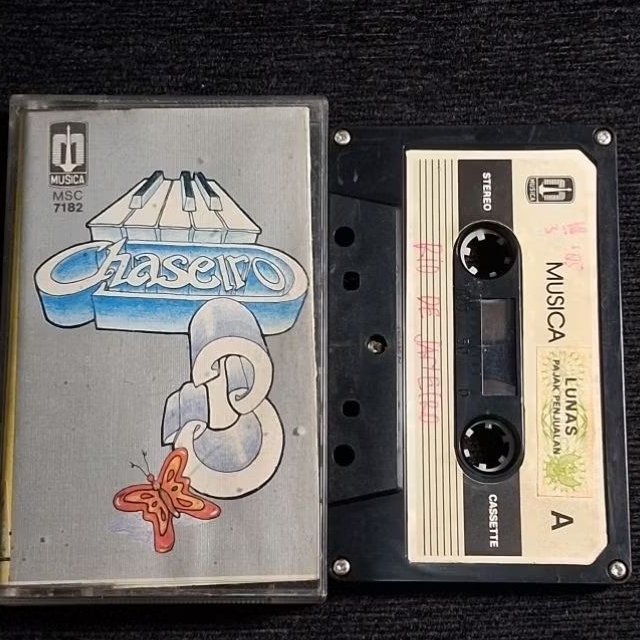 MUSICA
MSC
7182
Chaseiro
STEREO
MUSICA
LUNAS
PAJAK PENJUALAN
CASSETTE
A